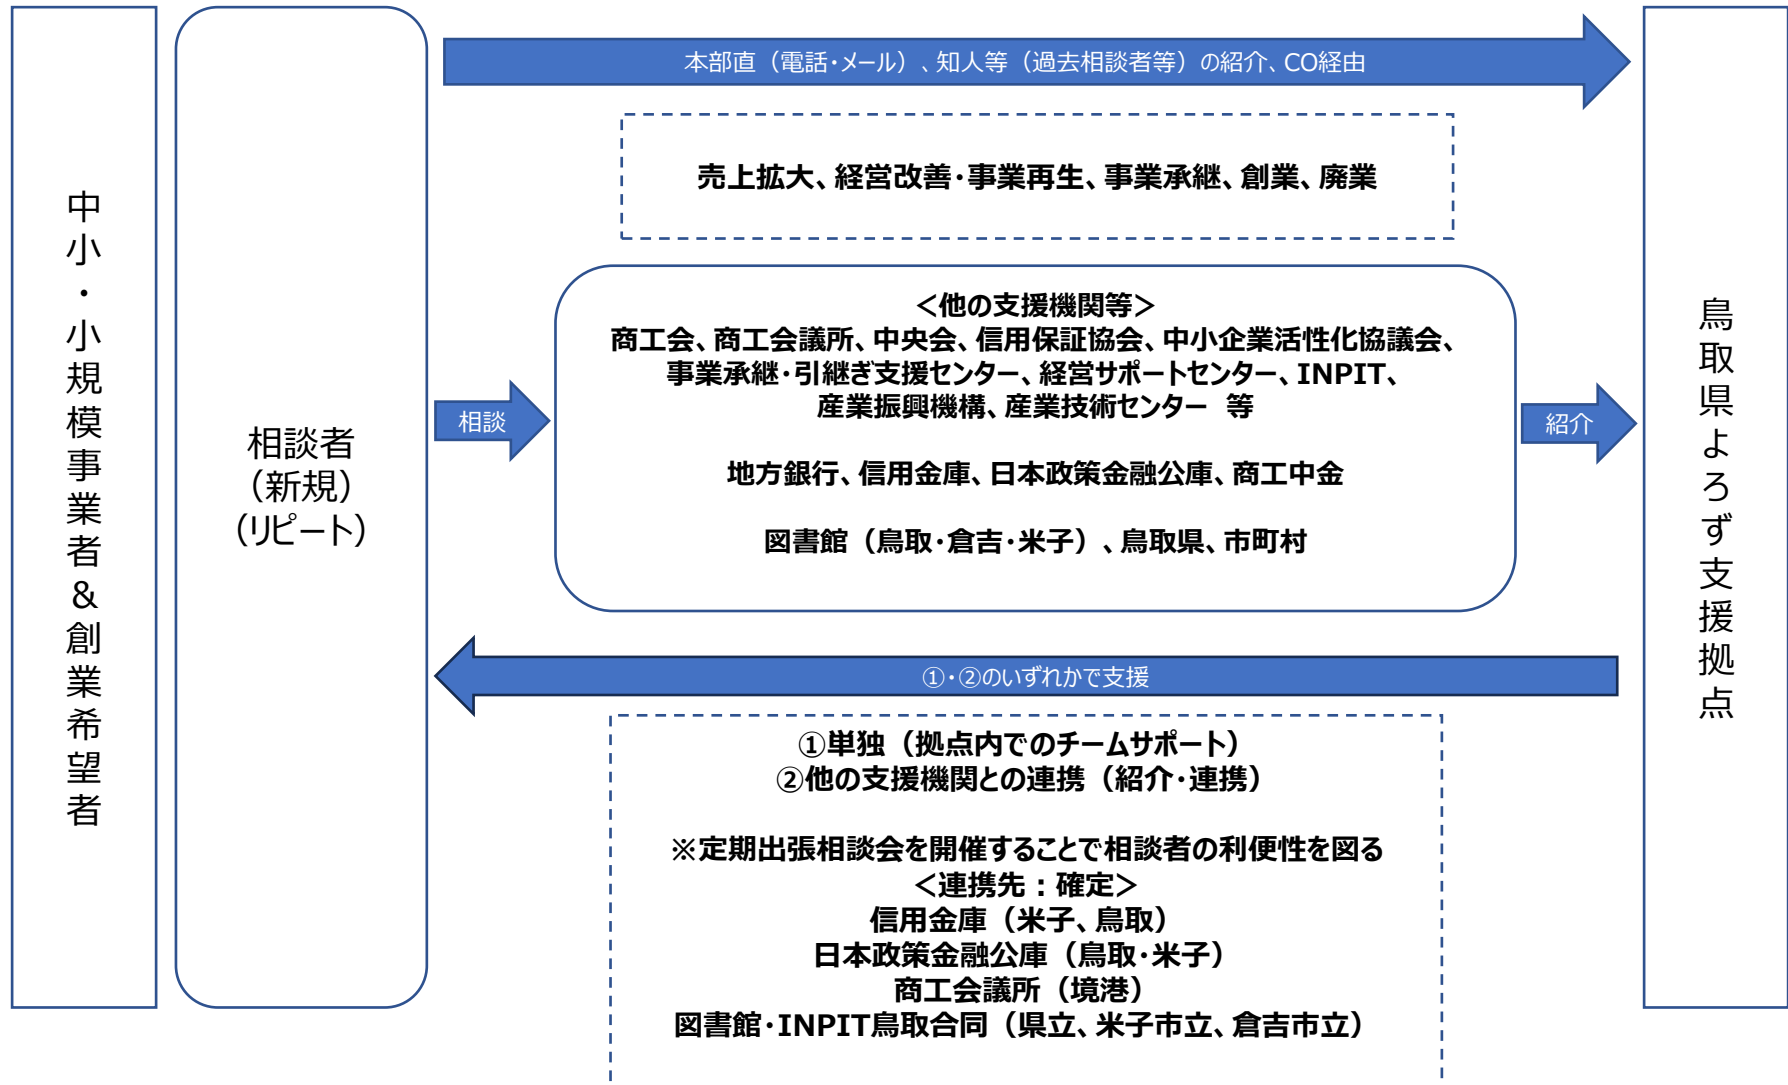 中小・小規模事業者&創業希望者
相談者
（新規）
（リピート）
本部直（電話・メール）、知人等（過去相談者等）の紹介、CO経由
売上拡大、経営改善・事業再生、事業承継、創業、廃業
相談
＜他の支援機関等＞
商工会、商工会議所、中央会、信用保証協会、中小企業活性化協議会、
事業承継・引継ぎ支援センター、経営サポートセンター、INPIT、
産業振興機構、産業技術センター 等
地方銀行、信用金庫、日本政策金融公庫、商工中金
図書館（鳥取・倉吉・米子）、鳥取県、市町村
紹介
①・②のいずれかで支援
①単独（拠点内でのチームサポート）
②他の支援機関との連携（紹介・連携）
※定期出張相談会を開催することで相談者の利便性を図る
＜連携先：確定＞
信用金庫（米子、鳥取）
日本政策金融公庫（鳥取・米子）
商工会議所（境港）
図書館・INPIT鳥取合同（県立、米子市立、倉吉市立）
鳥取県よろず支援拠点